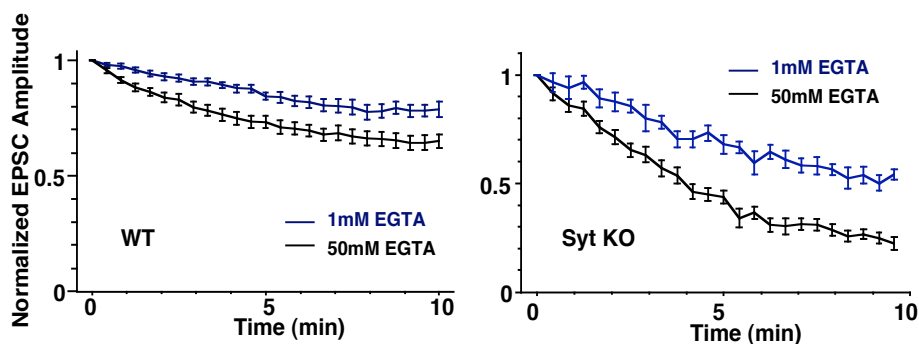 Normalized EPSC Amplitude
1
0.5
0
0
5
10
Time (min)
WT
1mM EGTA
50mM EGTA
1
0.5
0
0
5
10
Time (min)
Syt KO
1mM EGTA
50mM EGTA